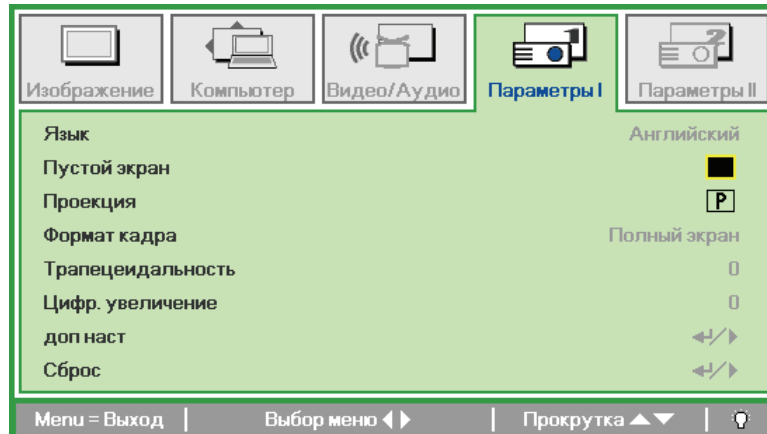 Изображение
Компьютер
Видео/Аудио
Параметры I
Параметры II
Язык Английский
Пустой экран
Проекция P
Формат кадра Полный экран
Трапецеидальность 0
Цифр. увеличение 0
доп наст
Сброс
Menu = Выход Выбор меню Прокрутка